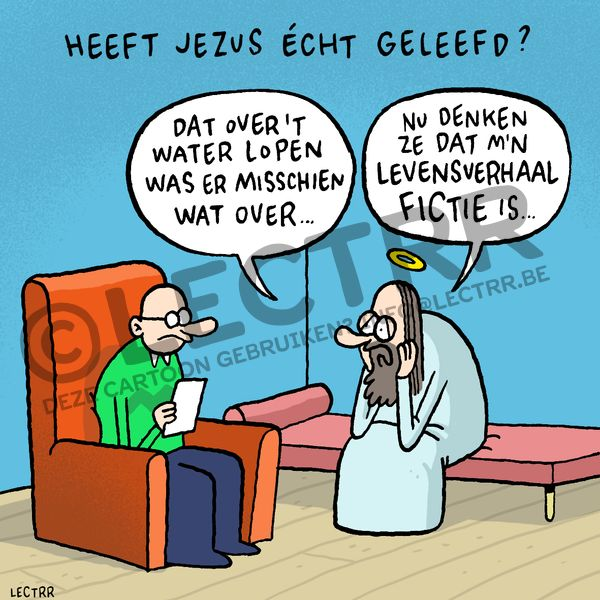 HEEFT JEZUS ÉCHT GELEEFD?
DAT OVER'T
WATER LOPEN
WAS ER MISSCHIEN
WAT OVER...
NU DENKEN
ZE DAT M'N
LEVENSVERHAAL
FICTIE IS...
© LECTRR
DEZE CARTOON GEBRUIKEN? INFO@LECTRR.BE
LECTRR